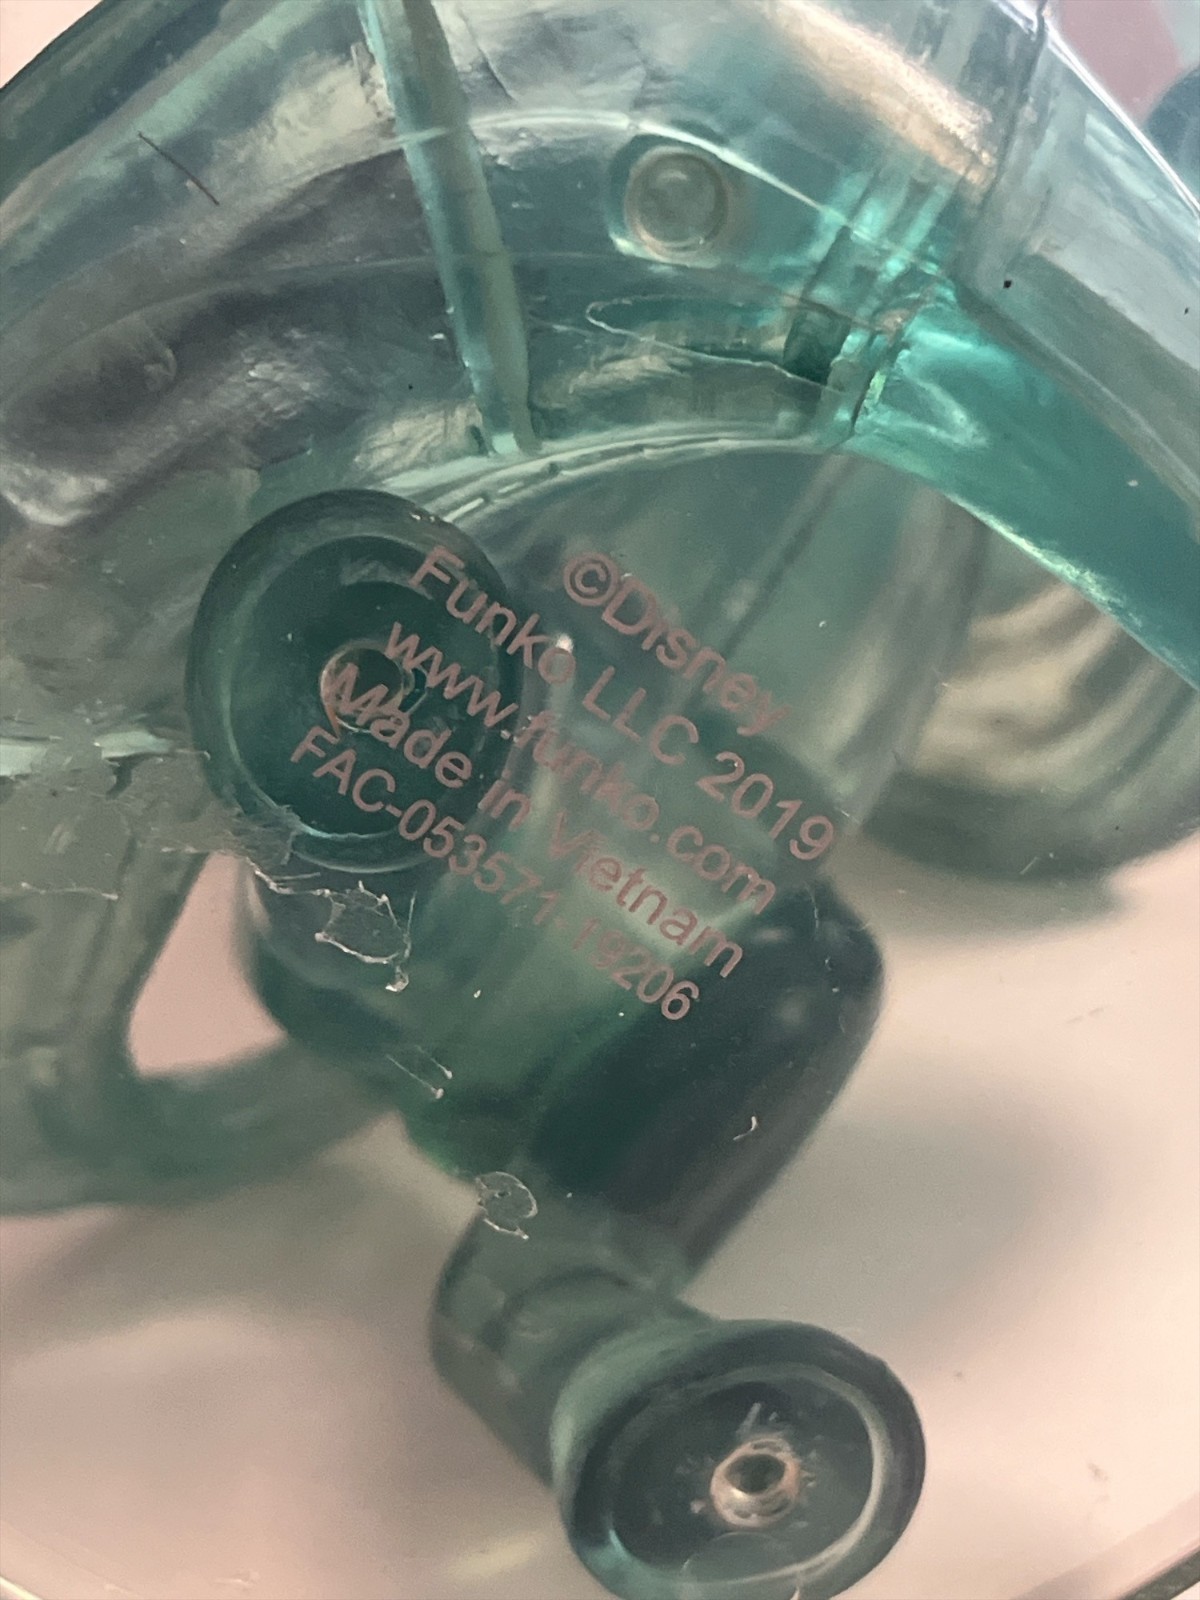 ©Disney
Funko LLC 2019
www.funko.com
Made in Vietnam
FAC-053571-19206